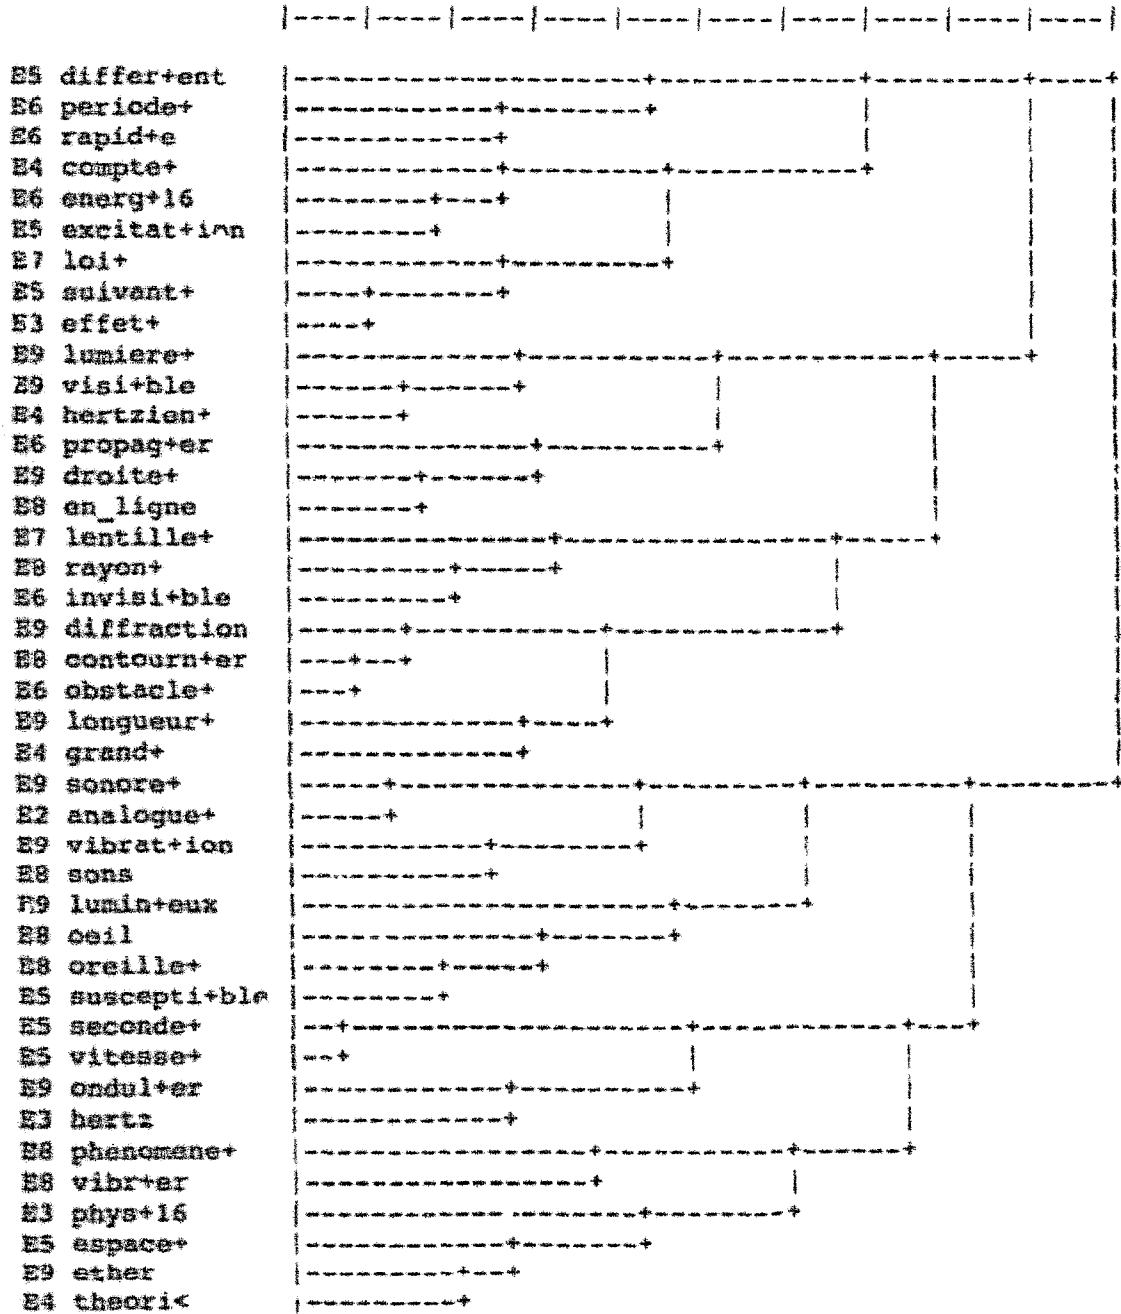 |----|----|----|----|----|----|----|----|----|----|
E5 differ+ent |---------------------+------------+---------+----+
E6 periode+ |------------+--------+ | | |
E6 rapid+e |------------+ | | |
E4 compte+ |------------+---------+-----------+ | |
E6 energ+16 |--------+---+ | | |
E5 excitat+ion |--------+ | | |
E7 loi+ |------------+---------+ | |
E5 suivant+ |----+-------+ | |
E3 effet+ |----+ | |
E9 lumiere+ |-------------+-----------+------------+-----+ |
E9 visi+ble |------+------+ | | |
E4 hertzien+ |------+ | | |
E6 propag+er |--------------+----------+ | |
E9 droite+ |-------+------+ | |
E8 en_ligne |-------+ | |
E7 lentille+ |---------------+----------------+-----+ |
E8 rayon+ |---------+-----+ | |
E6 invisi+ble |---------+ | |
E9 diffraction |------+-----------+-------------+ |
E8 contourn+er |---+--+ | |
E6 obstacle+ |---+ | |
E9 longueur+ |-------------+----+ |
E4 grand+ |-------------+ |
E9 sonore+ |-----+--------------+---------+---------+--------+
E2 analogue+ |-----+ | | |
E9 vibrat+ion |-----------+--------+ | |
E8 sons |-----------+ | |
E9 lumin+eux |----------------------+-------+ |
E8 oeil |--------------+-------+ |
E8 oreille+ |--------+-----+ |
E5 suscepti+ble |--------+ |
E5 seconde+ |--+--------------------+------------+---+
E5 vitesse+ |--+ | |
E9 ondul+er |------------+----------+ |
E3 hertz |------------+ |
E8 phenomene+ |-----------------+-----------+------+
E8 vibr+er |-----------------+ |
E3 phys+16 |--------------------+--------+
E5 espace+ |------------+-------+
E9 ether |---------+--+
E4 theori< |---------+